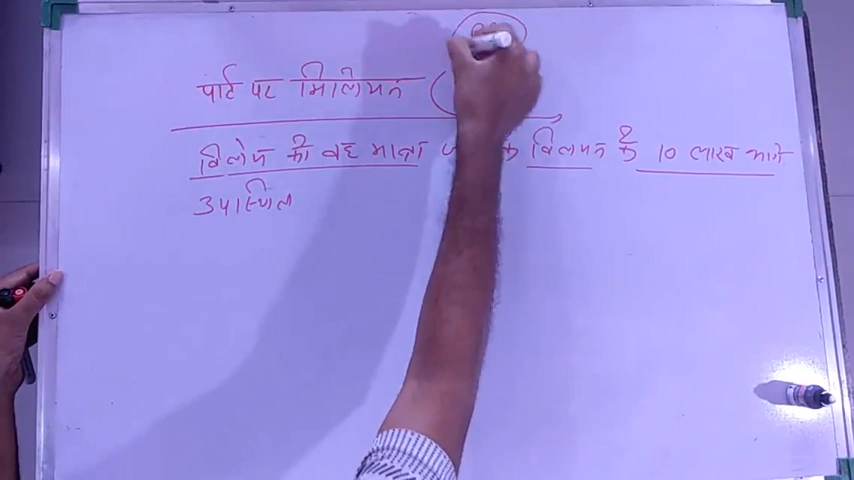 पार्ट पर मिलियन (
विलेय की वह मात्रा विलयन के 10 लाख भाग
उपस्थित